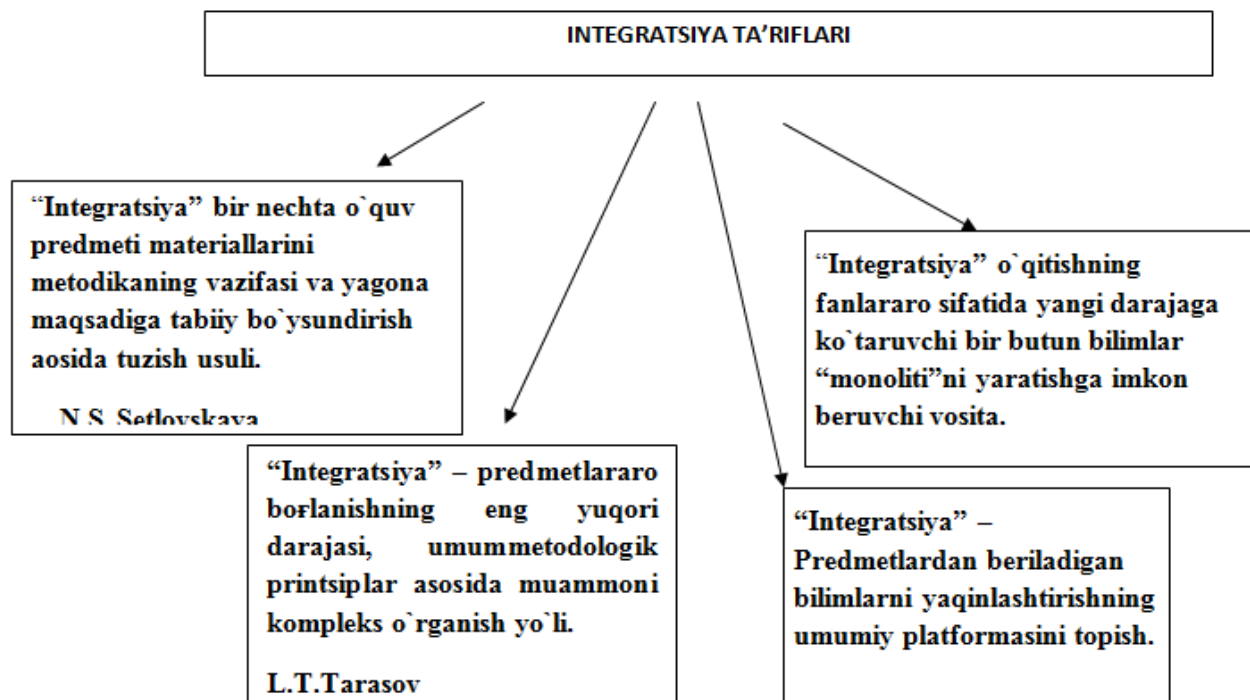 INTEGRATSIYA TA’RIFLARI
“Integratsiya” bir nechta o`quv
predmeti materiallarini
metodikaning vazifasi va yagona
maqsadiga tabiiy bo`ysundirish
aosida tuzish usuli.
N.S. Setlovskaya
“Integratsiya” – predmetlararo
boғlanishning eng yuqori
darajasi, umummetodologik
printsiplar asosida muammoni
kompleks o`rganish yo`li.
L.T.Tarasov
“Integratsiya” –
Predmetlardan beriladigan
bilimlarni yaqinlashtirishning
umumiy platformasini topish.
“Integratsiya” o`qitishning
fanlararo sifatida yangi darajaga
ko`taruvchi bir butun bilimlar
“monoliti”ni yaratishga imkon
beruvchi vosita.